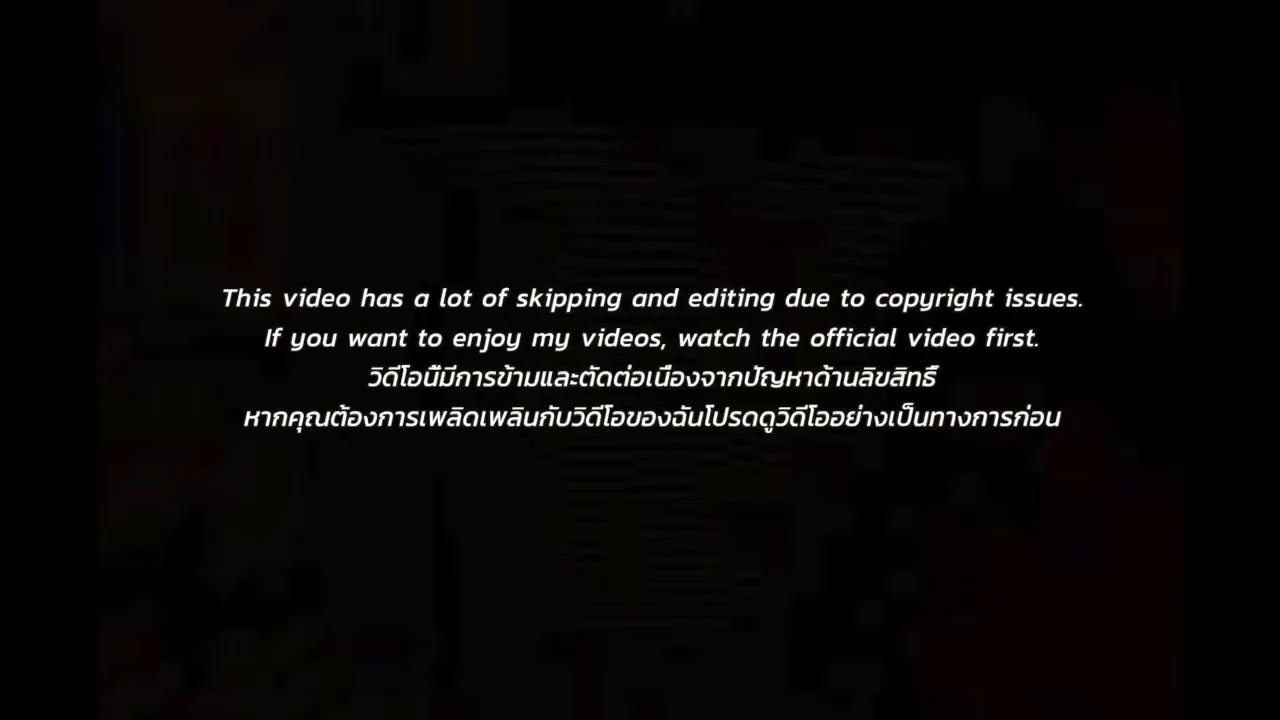 This video has a lot of skipping and editing due to copyright issues.
If you want to enjoy my videos, watch the official video first.
วิดีโอนี้มีการข้ามและตัดต่อเนื่องจากปัญหาด้านลิขสิทธิ์
หากคุณต้องการเพลิดเพลินกับวิดีโอของฉันโปรดดูวิดีโออย่างเป็นทางการก่อน